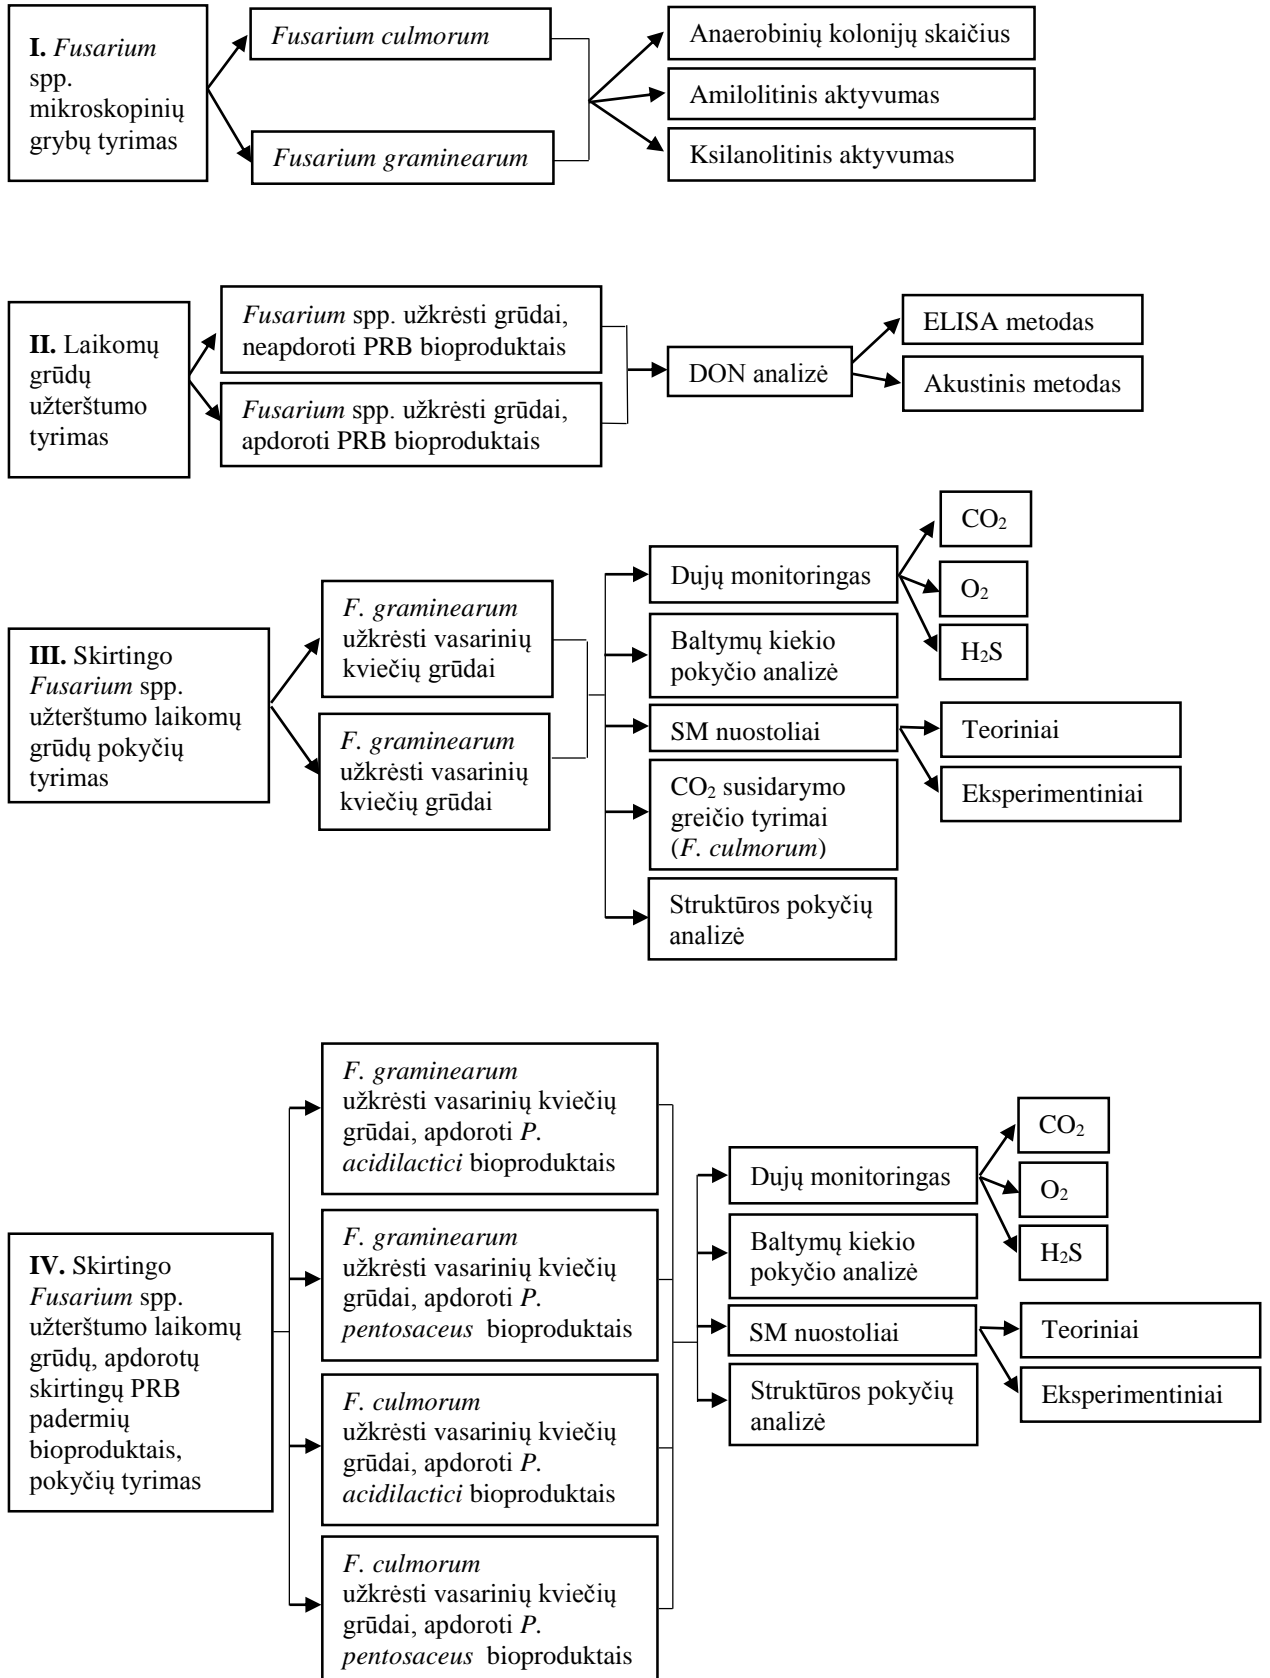 I. Fusarium
spp.
mikroskopinių
grybų tyrimas
Fusarium culmorum
Fusarium graminearum
Anaerobinių kolonijų skaičius
Amilolitinis aktyvumas
Ksilanolitinis aktyvumas
II. Laikomų
grūdų
užterštumo
tyrimas
Fusarium spp. užkrėsti grūdai,
neapdoroti PRB bioproduktais
Fusarium spp. užkrėsti grūdai,
apdoroti PRB bioproduktais
DON analizė
ELISA metodas
Akustinis metodas
III. Skirtingo
Fusarium spp.
užterštumo laikomų
grūdų pokyčių
tyrimas
F. graminearum
užkrėsti vasarinių
kviečių grūdai
F. graminearum
užkrėsti vasarinių
kviečių grūdai
Dujų monitoringas
Baltymų kiekio
pokyčio analizė
SM nuostoliai
CO₂ susidarymo
greičio tyrimai
(F. culmorum)
Struktūros pokyčių
analizė
CO₂
O₂
H₂S
Teoriniai
Eksperimentiniai
IV. Skirtingo
Fusarium spp.
užterštumo laikomų
grūdų, apdorotų
skirtingų PRB
padermių
bioproduktais,
pokyčių tyrimas
F. graminearum
užkrėsti vasarinių kviečių
grūdai, apdoroti P.
acidilactici bioproduktais
F. graminearum
užkrėsti vasarinių kviečių
grūdai, apdoroti P.
pentosaceus bioproduktais
F. culmorum
užkrėsti vasarinių kviečių
grūdai, apdoroti P.
acidilactici bioproduktais
F. culmorum
užkrėsti vasarinių kviečių
grūdai, apdoroti P.
pentosaceus bioproduktais
Dujų monitoringas
Baltymų kiekio
pokyčio analizė
SM nuostoliai
Struktūros pokyčių
analizė
CO₂
O₂
H₂S
Teoriniai
Eksperimentiniai